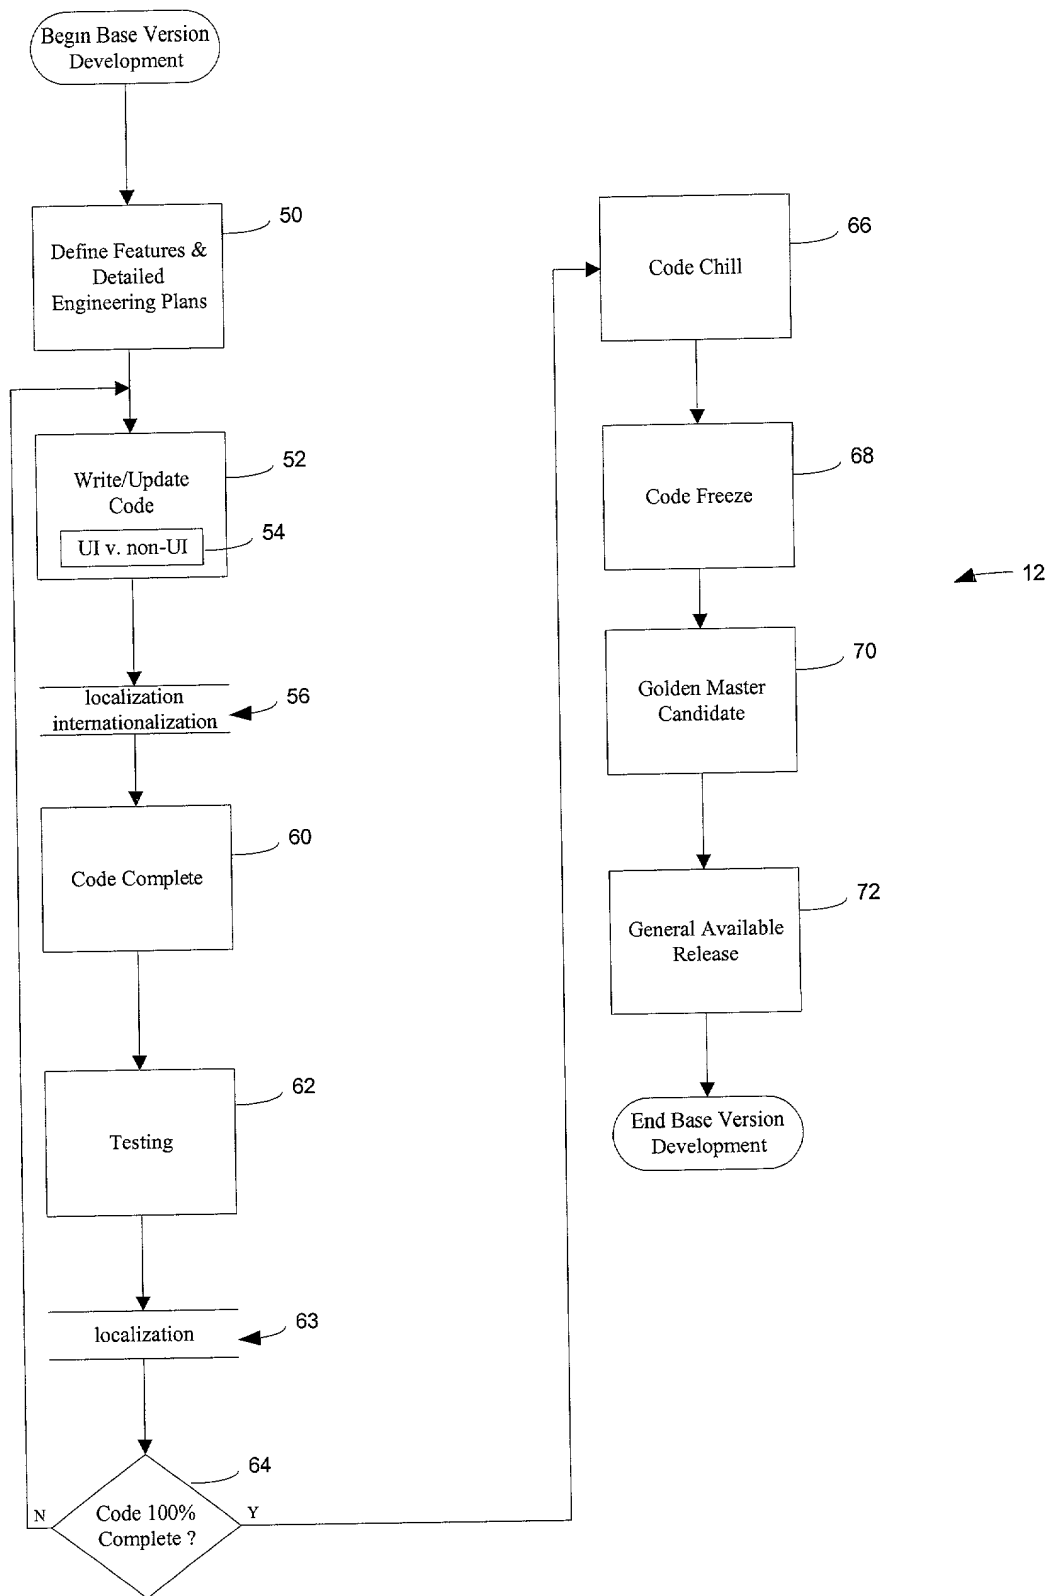 Begin Base Version
Development
50
Define Features &
Detailed
Engineering Plans
52
Write/Update
Code
54
UI v. non-UI
localization
internationalization
56
60
Code Complete
62
Testing
63
localization
64
N
Code 100%
Complete ?
Y
66
Code Chill
68
Code Freeze
12
70
Golden Master
Candidate
72
General Available
Release
End Base Version
Development